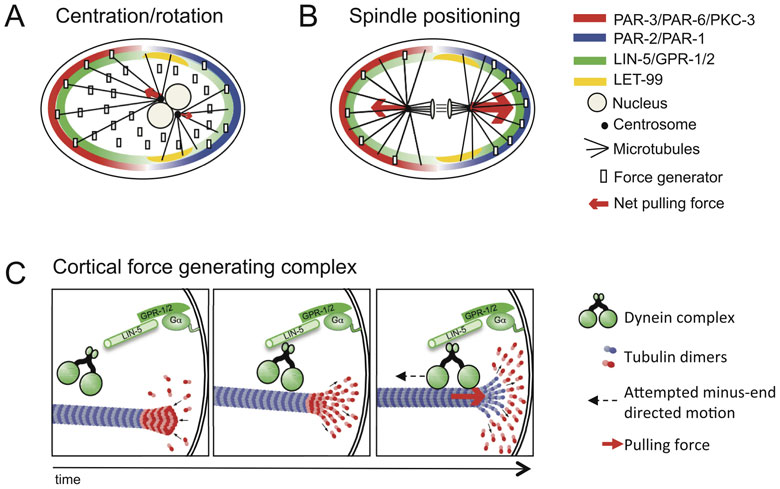 A
Centration/rotation
B
Spindle positioning
PAR-3/PAR-6/PKC-3
PAR-2/PAR-1
LIN-5/GPR-1/2
LET-99
Nucleus
Centrosome
Microtubules
Force generator
Net pulling force
C
Cortical force generating complex
GPR-1/2
LIN-5
Gα
GPR-1/2
LIN-5
Gα
GPR-1/2
LIN-5
Gα
time
Dynein complex
Tubulin dimers
Attempted minus-end
directed motion
Pulling force